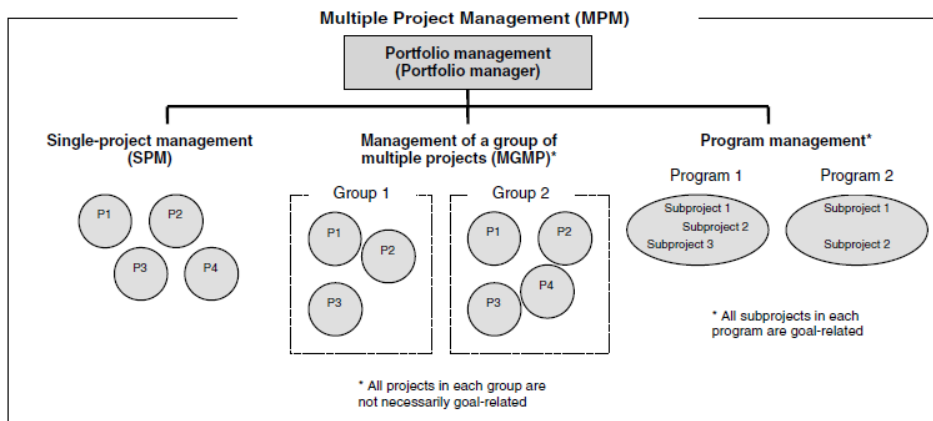 Multiple Project Management (MPM)
Portfolio management
(Portfolio manager)
Single-project management
(SPM)
P1
P2
P3
P4
Management of a group of
multiple projects (MGMP)*
Group 1
P1
P2
P3
Group 2
P1
P2
P4
P3
* All projects in each group are
not necessarily goal-related
Program management*
Program 1
Subproject 1
Subproject 2
Subproject 3
Program 2
Subproject 1
Subproject 2
* All subprojects in each
program are goal-related